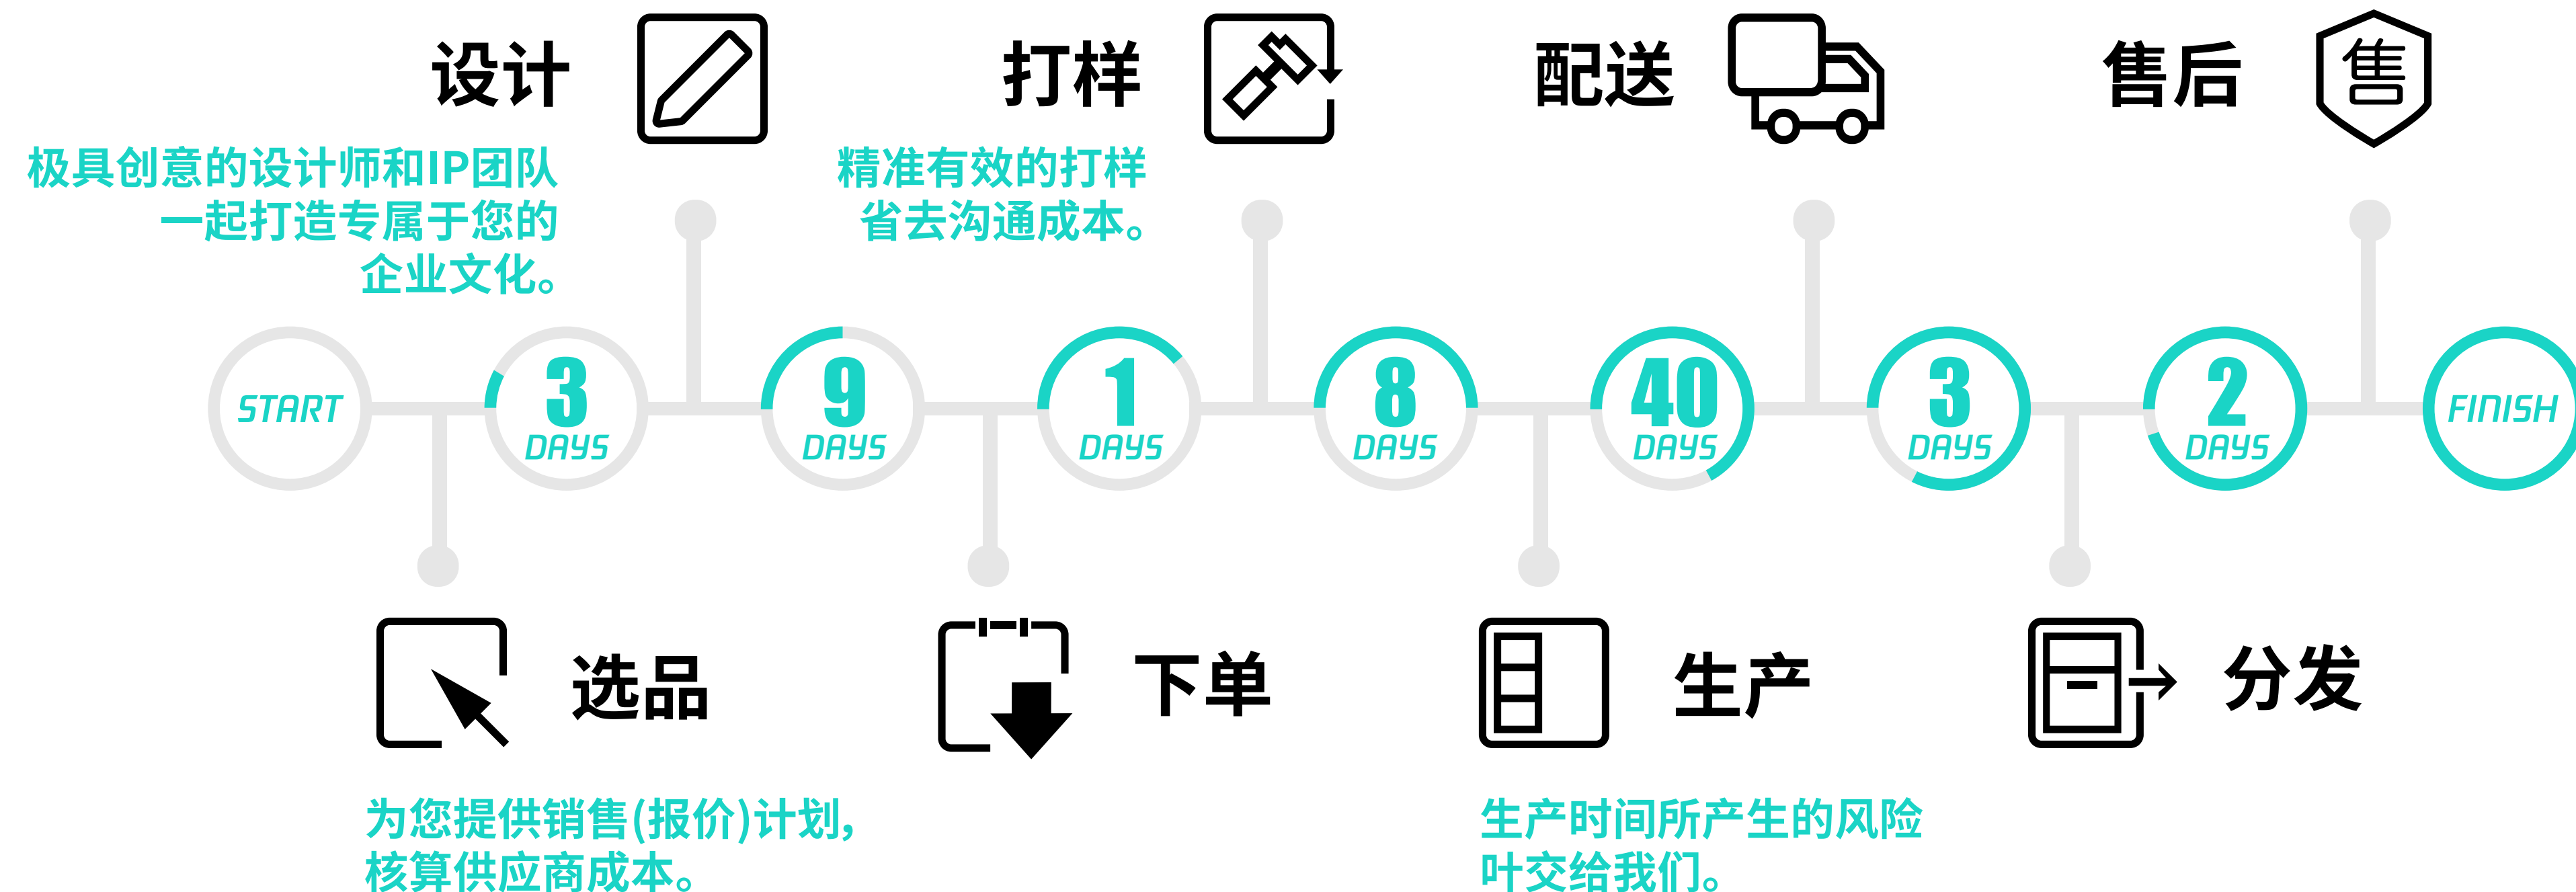 设计
极具创意的设计师和IP团队
一起打造专属于您的
企业文化。
打样
精准有效的打样
省去沟通成本。
配送
售后
售
START
3
DAYS
9
DAYS
1
DAYS
8
DAYS
40
DAYS
3
DAYS
2
DAYS
FINISH
选品
为您提供销售(报价)计划,
核算供应商成本。
下单
生产
生产时间所产生的风险
叶交给我们。
分发